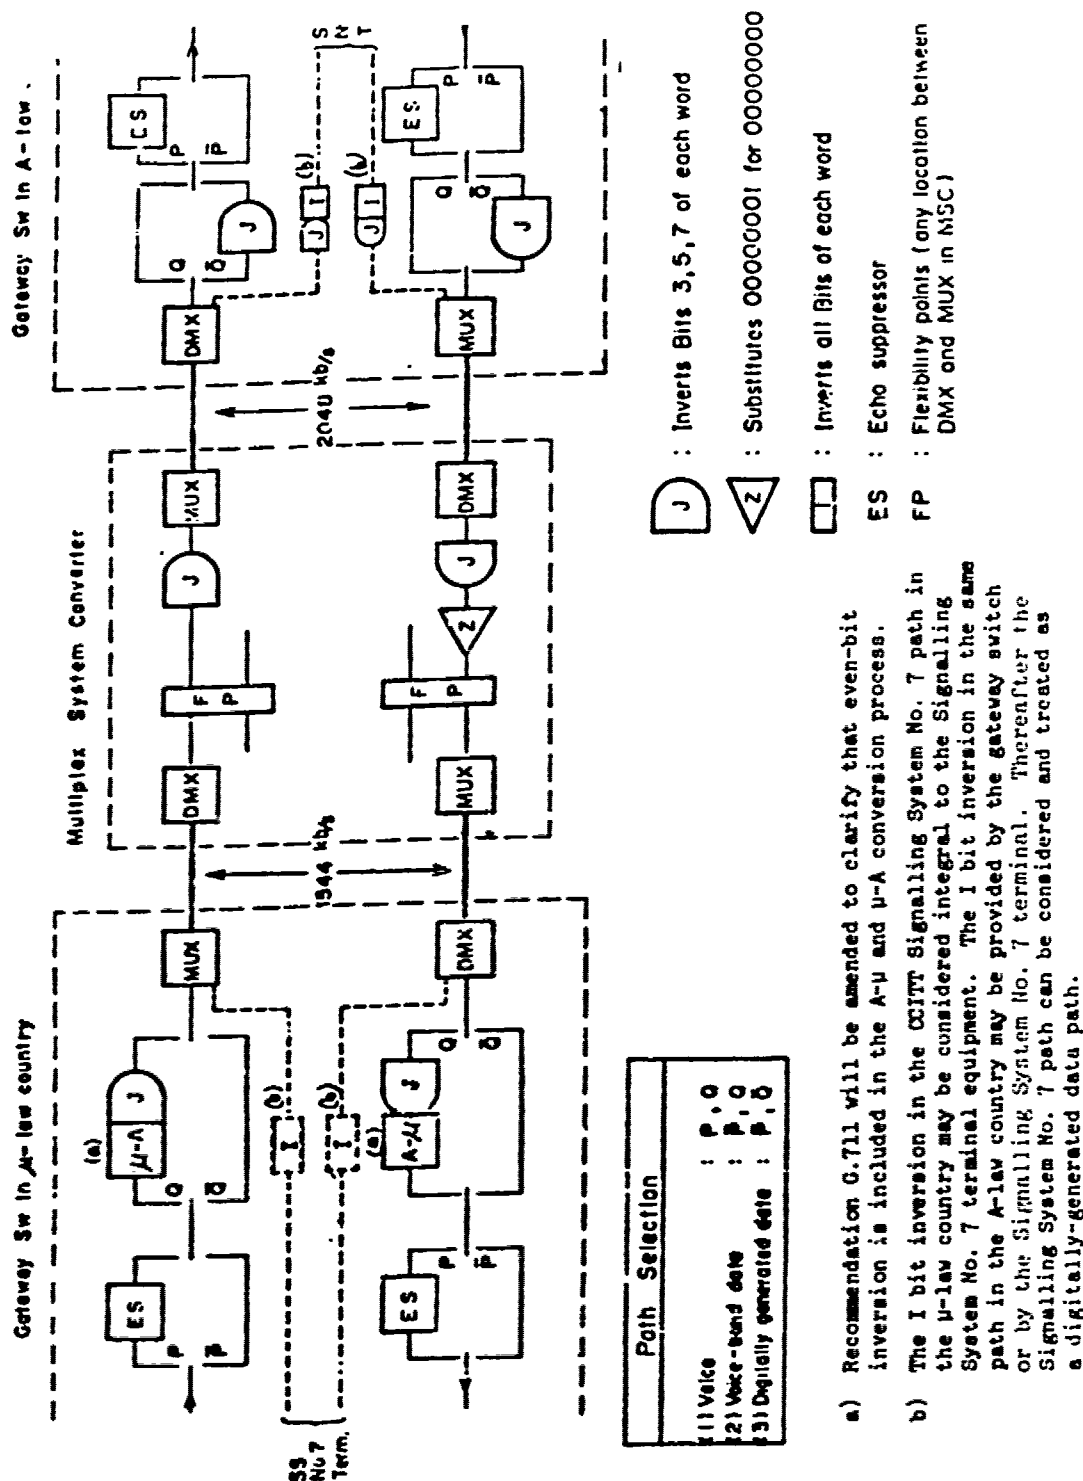 Gateway Sw in μ-law country
Multiplex System Converter
Gateway Sw in A-law.
ES
P
P̄
Q
Q̄
(a)
μ-A
J
MUX
1544 kb/s
DMX
F
P
J
MUX
2048 kb/s
DMX
Q
Q̄
J
P
P̄
CS
SS
No 7
Term.
I
(b)
I
(b)
J
I
(b)
J
I
S
N
T
ES
P
P̄
(a)
A-μ
J
Q
Q̄
DMX
MUX
F
P
Z
J
DMX
MUX
Q
Q̄
J
ES
P
P̄
Path Selection
(1) Voice : P, Q
(2) Voice-band data : P̄, Q
(3) Digitally generated data : P̄, Q̄
J : Inverts Bits 3,5,7 of each word
Z : Substitutes 00000001 for 00000000
: Inverts all Bits of each word
ES : Echo suppressor
FP : Flexibility points (any location between
DMX and MUX in MSC)
a) Recommendation G.711 will be amended to clarify that even-bit
inversion is included in the A-μ and μ-A conversion process.
b) The I bit inversion in the CCITT Signalling System No. 7 path in
the μ-law country may be considered integral to the Signalling
System No. 7 terminal equipment. The I bit inversion in the same
path in the A-law country may be provided by the gateway switch
or by the Signalling System No. 7 terminal. Thereafter the
Signalling System No. 7 path can be considered and treated as
a digitally-generated data path.